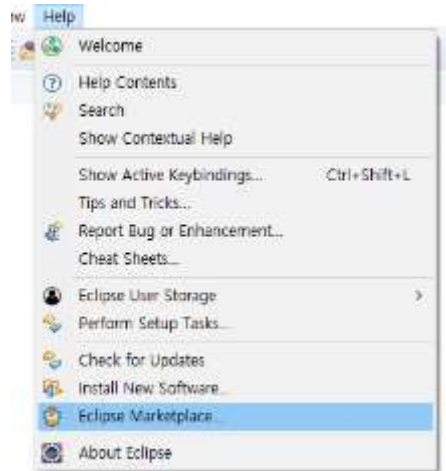 Help
Welcome
Help Contents
Search
Show Contextual Help
Show Active Keybindings... Ctrl+Shift+L
Tips and Tricks...
Report Bug or Enhancement...
Cheat Sheets...
Eclipse User Storage
Perform Setup Tasks...
Check for Updates
Install New Software...
Eclipse Marketplace...
About Eclipse